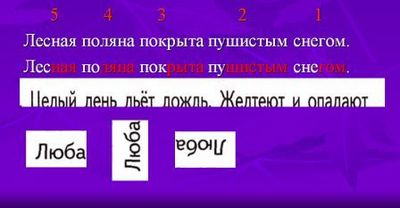 5 4 3 2 1
Лесная поляна покрыта пушистым снегом.
Лесная поляна покрыта пушистым снегом.
Целый день льёт дождь. Желтеют и опадают
Люба
Люба
Люба